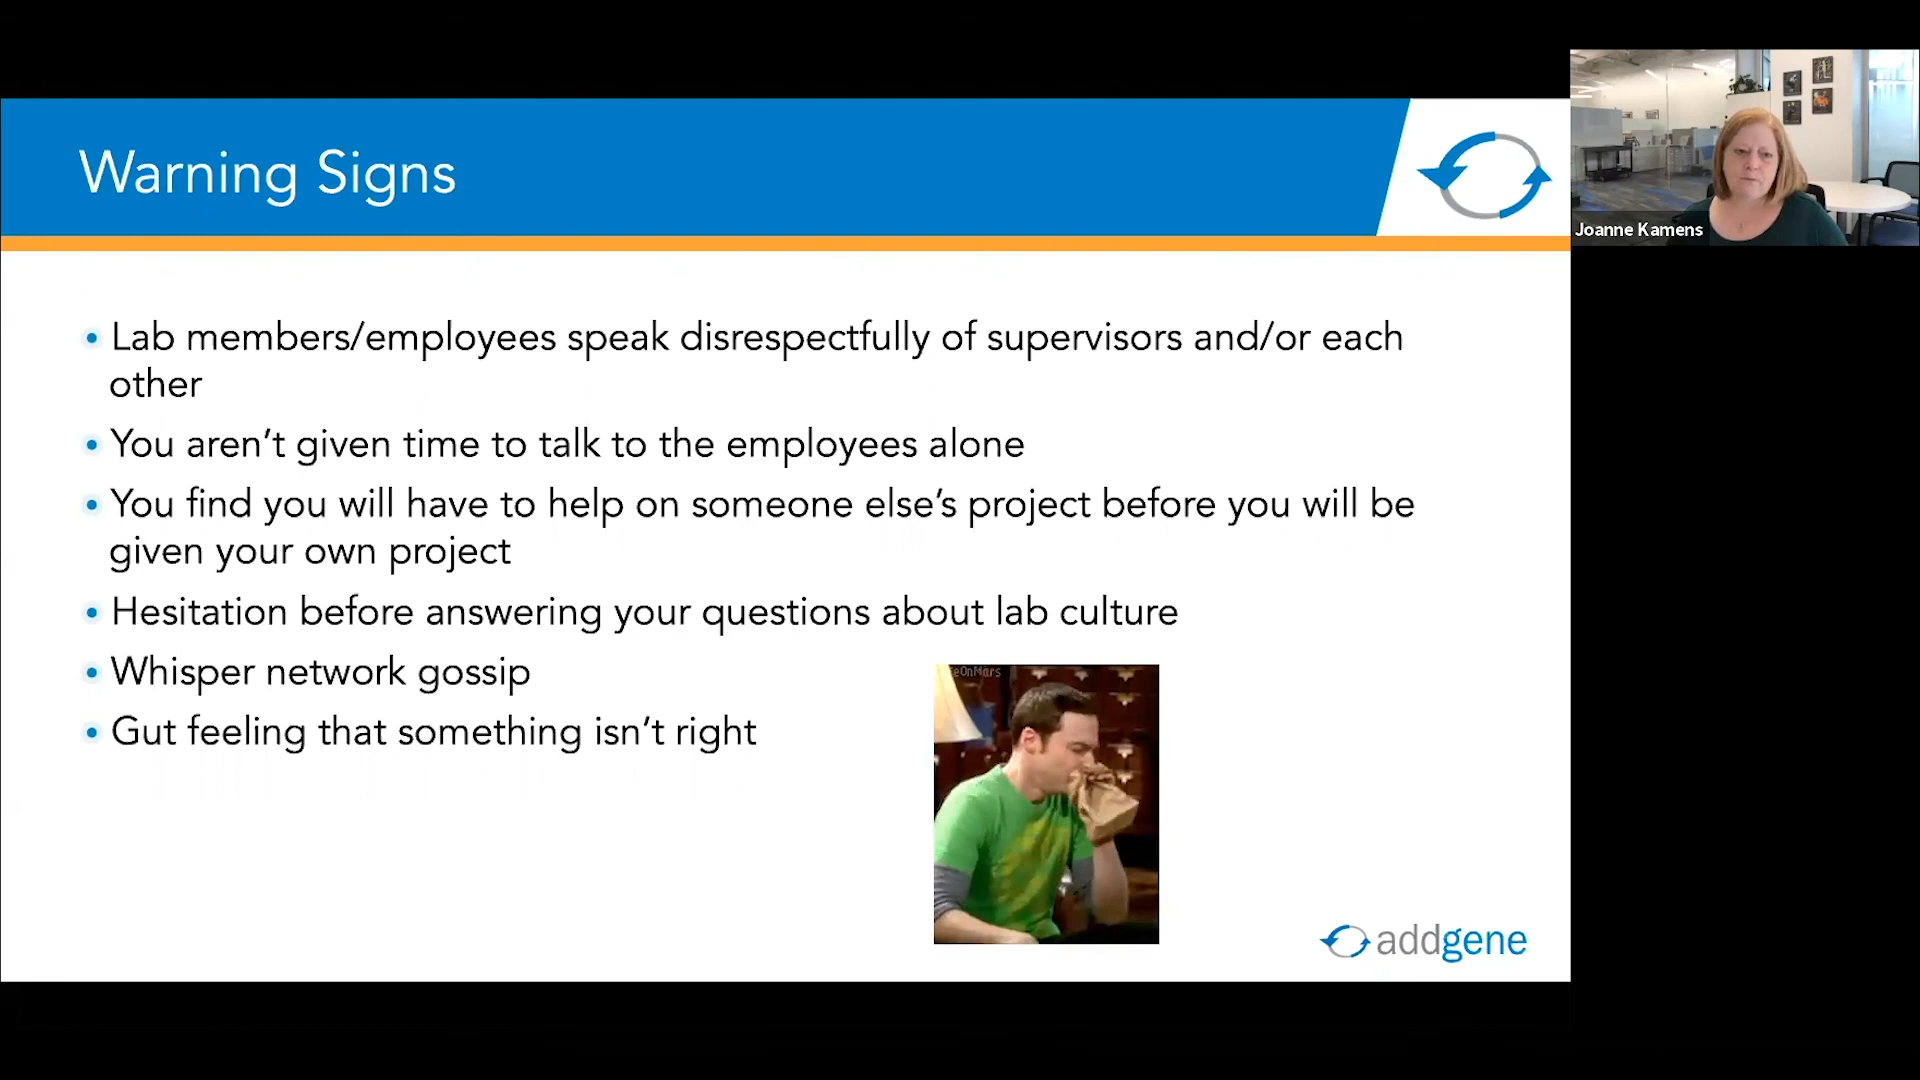 Warning Signs
Joanne Kamens
• Lab members/employees speak disrespectfully of supervisors and/or each
other
• You aren’t given time to talk to the employees alone
• You find you will have to help on someone else’s project before you will be
given your own project
• Hesitation before answering your questions about lab culture
• Whisper network gossip
• Gut feeling that something isn’t right
eOnMars
addgene